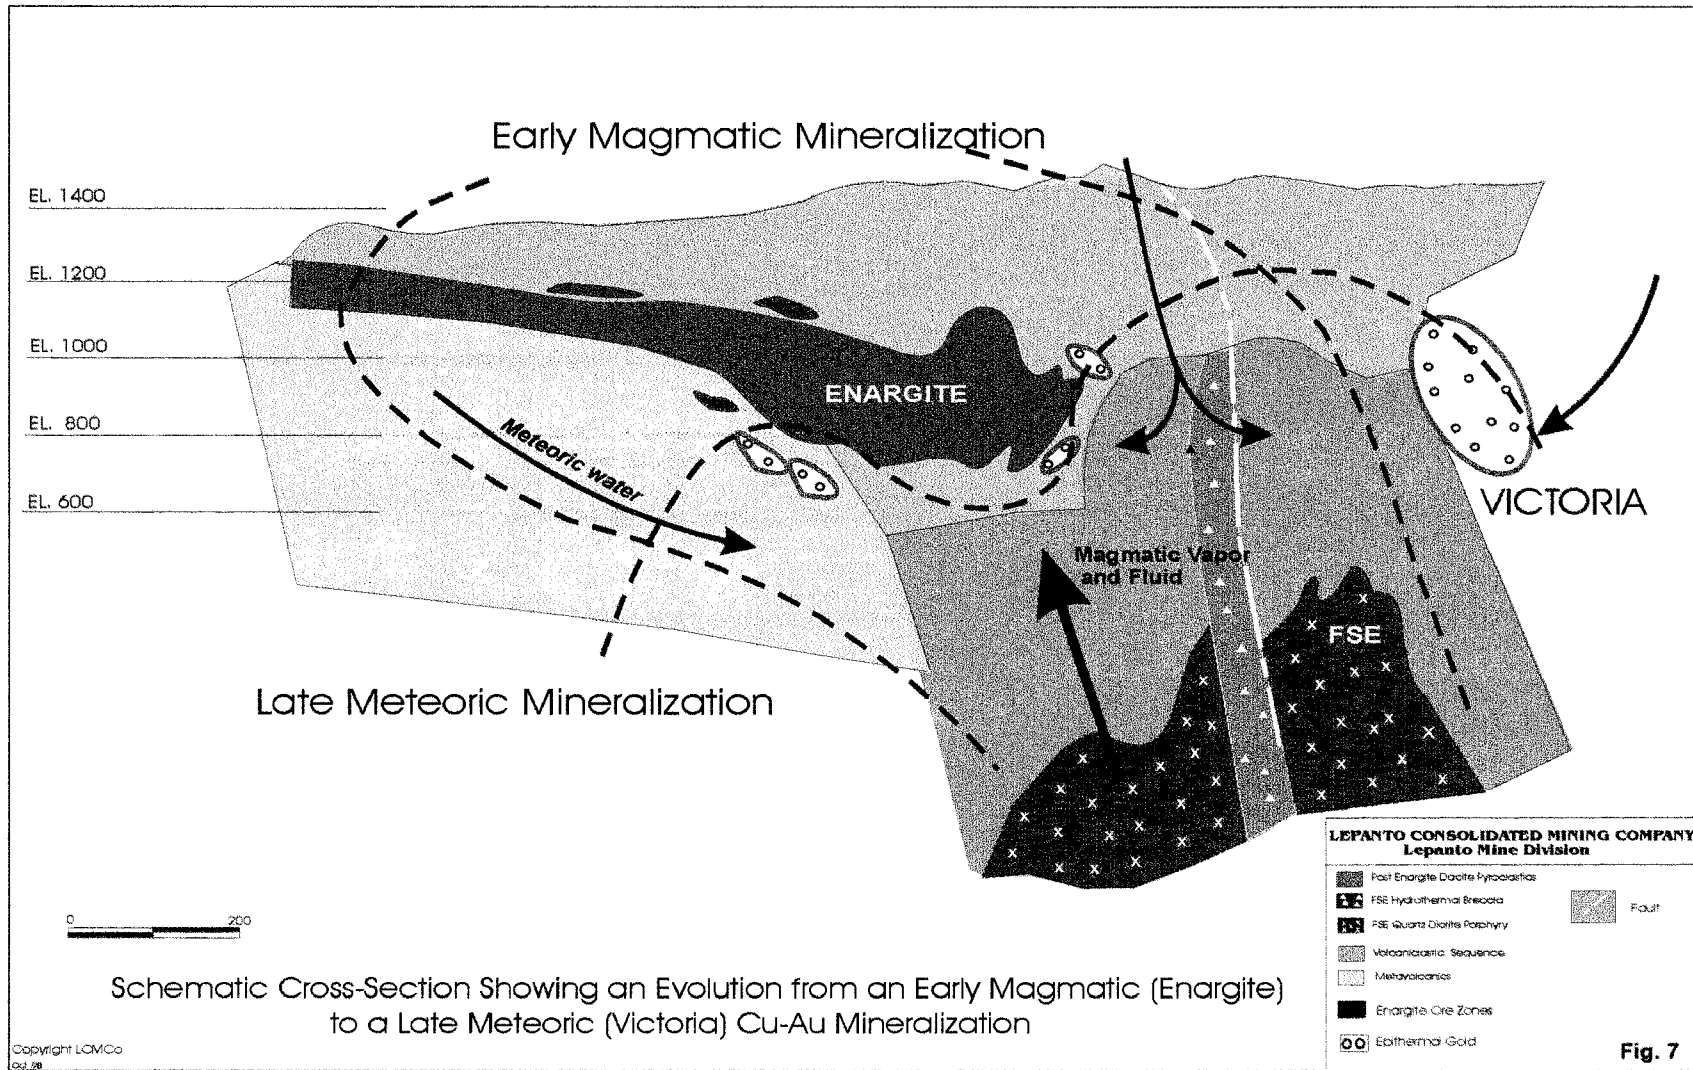 Early Magmatic Mineralization
EL. 1400
EL. 1200
EL. 1000
EL. 800
EL. 600
ENARGITE
Meteoric water
VICTORIA
Magmatic Vapor
and Fluid
FSE
Late Meteoric Mineralization
0 200
LEPANTO CONSOLIDATED MINING COMPANY
Lepanto Mine Division
Post Enargite Dacite Pyroclastics
FSE Hydrothermal Breccia
FSE Quartz Diorite Porphyry
Volcaniclastic Sequence
Metavolcanics
Enargite Ore Zones
Epithermal Gold
Fault
Schematic Cross-Section Showing an Evolution from an Early Magmatic (Enargite)
to a Late Meteoric (Victoria) Cu-Au Mineralization
Copyright LCMCo
Fig. 7